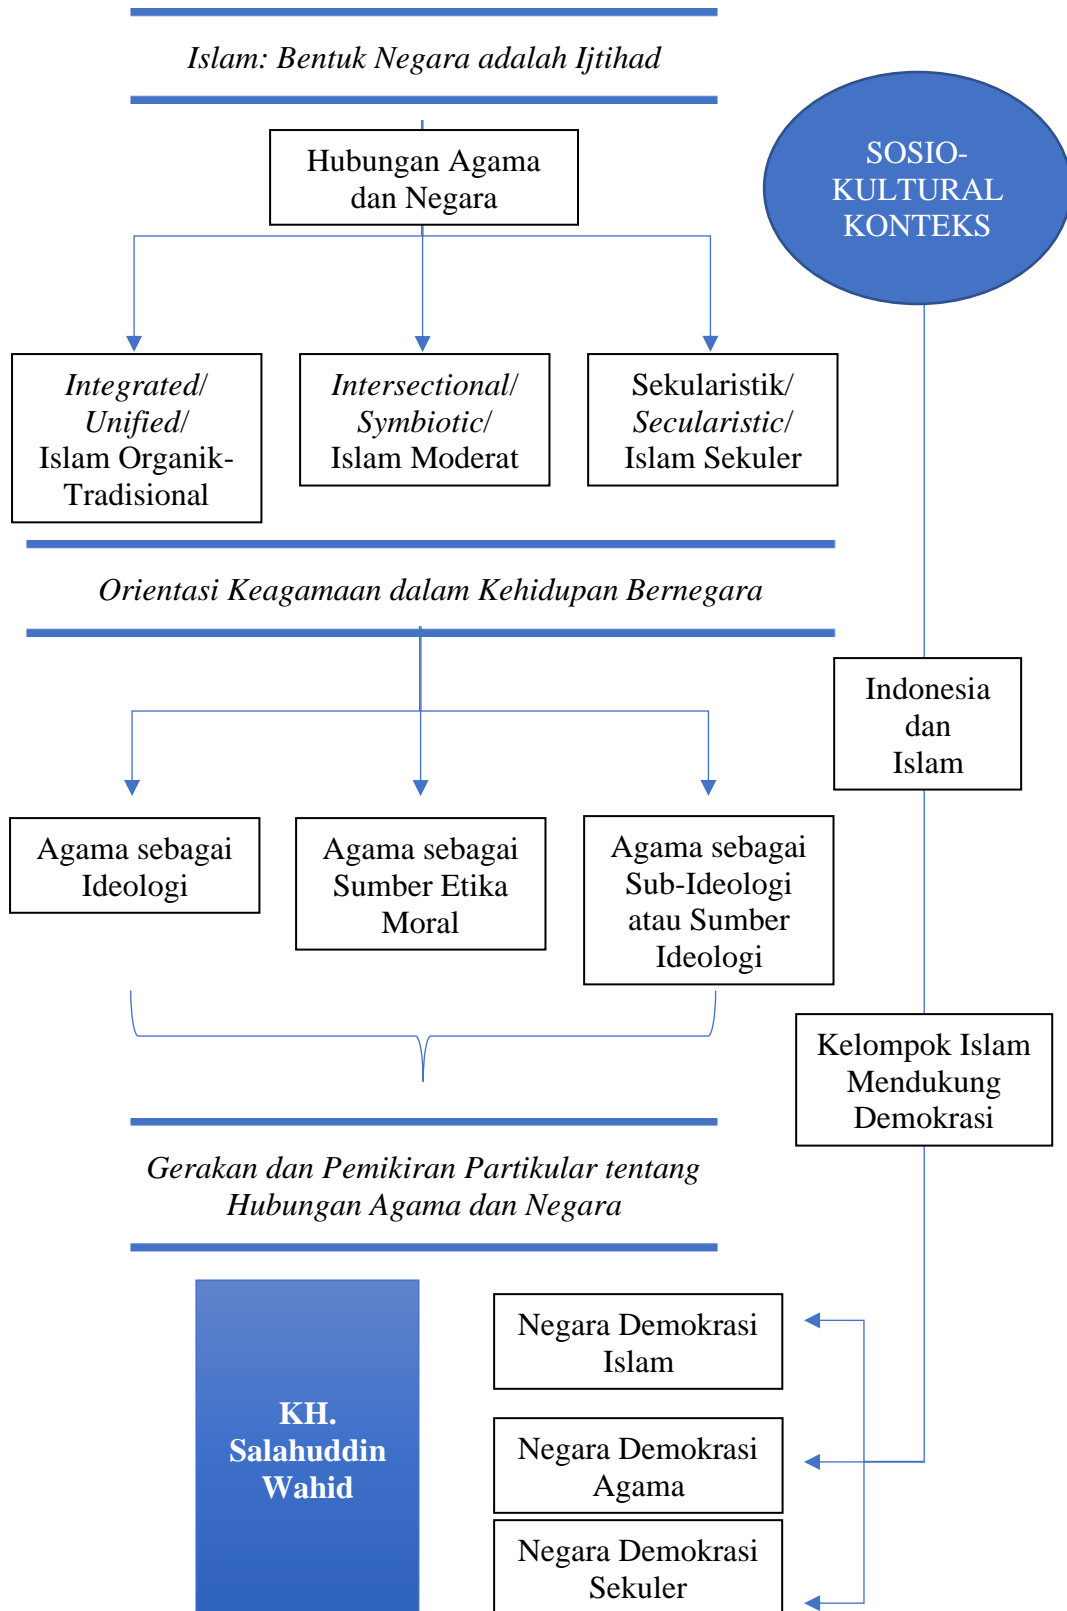 Islam: Bentuk Negara adalah Ijtihad
Hubungan Agama
dan Negara
SOSIO-
KULTURAL
KONTEKS
Integrated/
Unified/
Islam Organik-
Tradisional
Intersectional/
Symbiotic/
Islam Moderat
Sekularistik/
Secularistic/
Islam Sekuler
Orientasi Keagamaan dalam Kehidupan Bernegara
Indonesia
dan
Islam
Agama sebagai
Ideologi
Agama sebagai
Sumber Etika
Moral
Agama sebagai
Sub-Ideologi
atau Sumber
Ideologi
Kelompok Islam
Mendukung
Demokrasi
Gerakan dan Pemikiran Partikular tentang
Hubungan Agama dan Negara
KH.
Salahuddin
Wahid
Negara Demokrasi
Islam
Negara Demokrasi
Agama
Negara Demokrasi
Sekuler